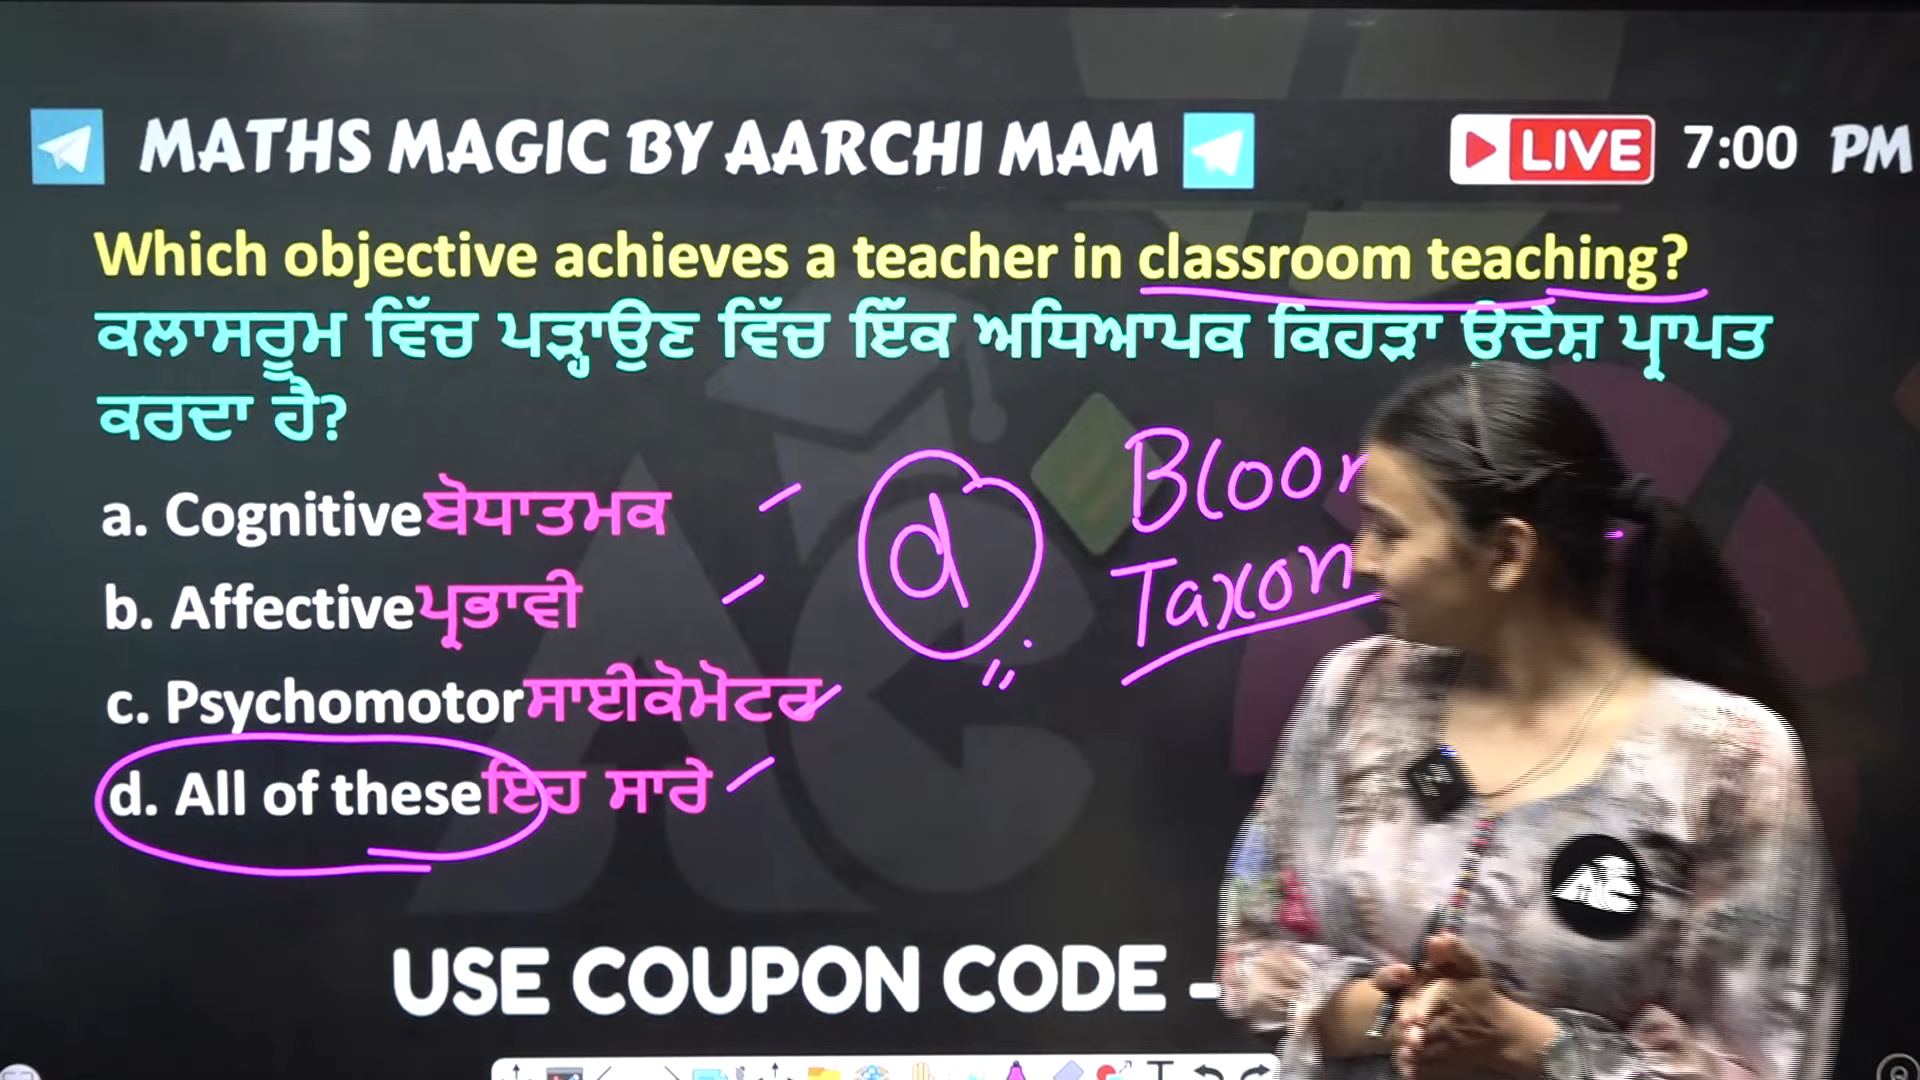 MATHS MAGIC BY AARCHI MAM LIVE 7:00 PM
Which objective achieves a teacher in classroom teaching?
ਕਲਾਸਰੂਮ ਵਿੱਚ ਪੜ੍ਹਾਉਣ ਵਿੱਚ ਇੱਕ ਅਧਿਆਪਕ ਕਿਹੜਾ ਉਦੇਸ਼ ਪ੍ਰਾਪਤ
ਕਰਦਾ ਹੈ?
a. Cognitiveਬੋਧਾਤਮਕ
b. Affectiveਪ੍ਰਭਾਵੀ
c. Psychomotorਸਾਈਕੋਮੋਟਰ
d. All of theseਇਹ ਸਾਰੇ
d
Bloom
Taxon
USE COUPON CODE -